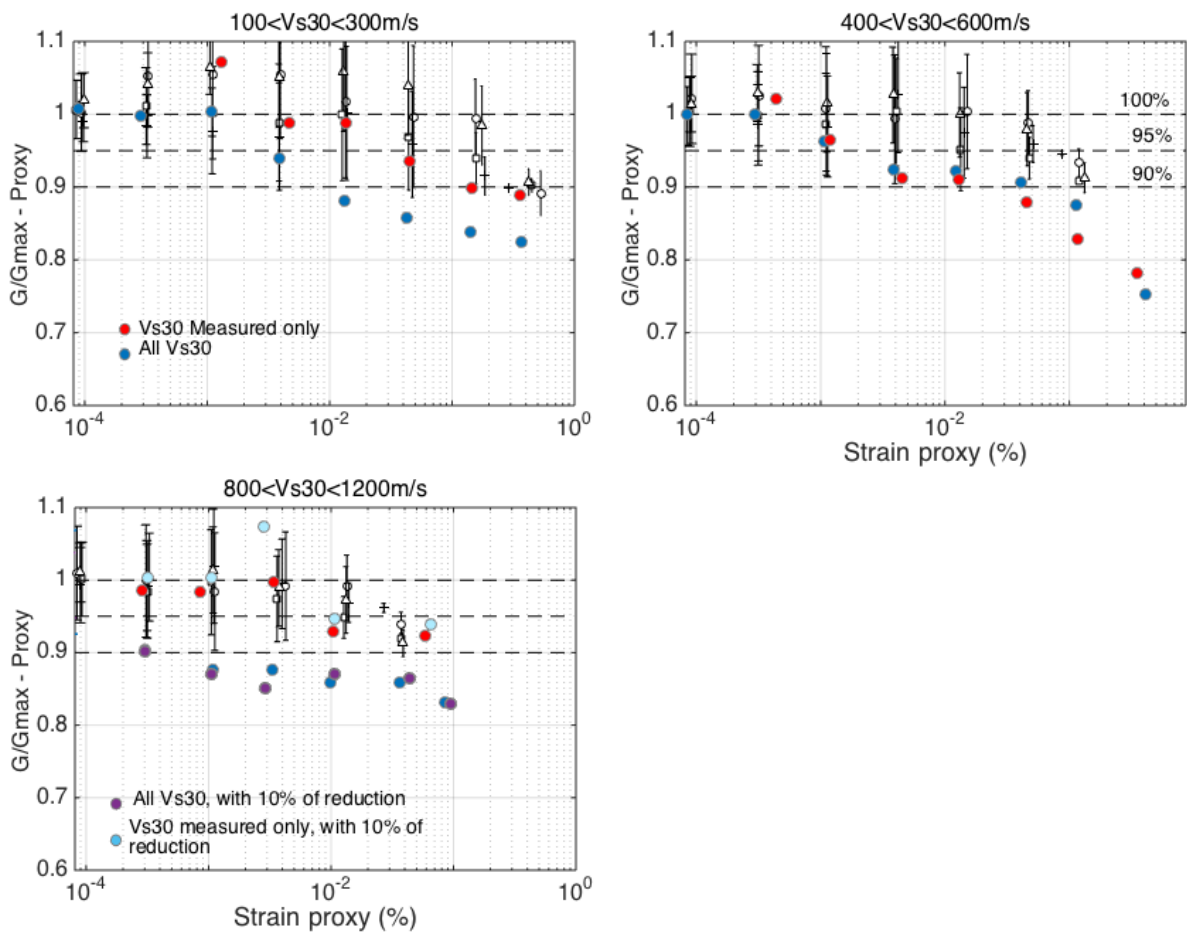 100<Vs30<300m/s
1.1
1
0.9
0.8
0.7
0.6
G/Gmax - Proxy
Vs30 Measured only
All Vs30
10-4
10-2
100
400<Vs30<600m/s
1.1
1
0.9
0.8
0.7
0.6
G/Gmax - Proxy
100%
95%
90%
10-4
10-2
Strain proxy (%)
800<Vs30<1200m/s
1.1
1
0.9
0.8
0.7
0.6
G/Gmax - Proxy
All Vs30, with 10% of reduction
Vs30 measured only, with 10% of
reduction
10-4
10-2
100
Strain proxy (%)